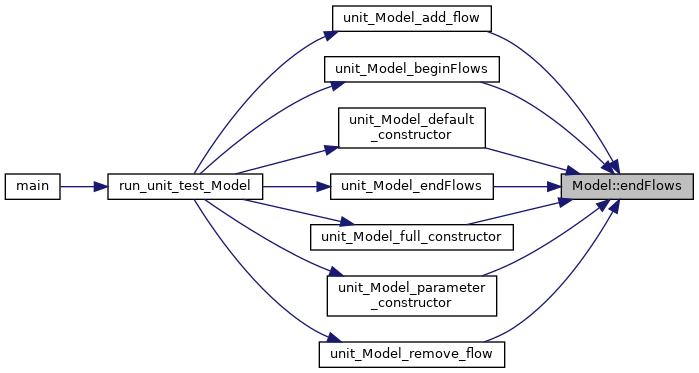 unit_Model_add_flow
unit_Model_beginFlows
unit_Model_default
_constructor
main
run_unit_test_Model
unit_Model_endFlows
Model::endFlows
unit_Model_full_constructor
unit_Model_parameter
_constructor
unit_Model_remove_flow